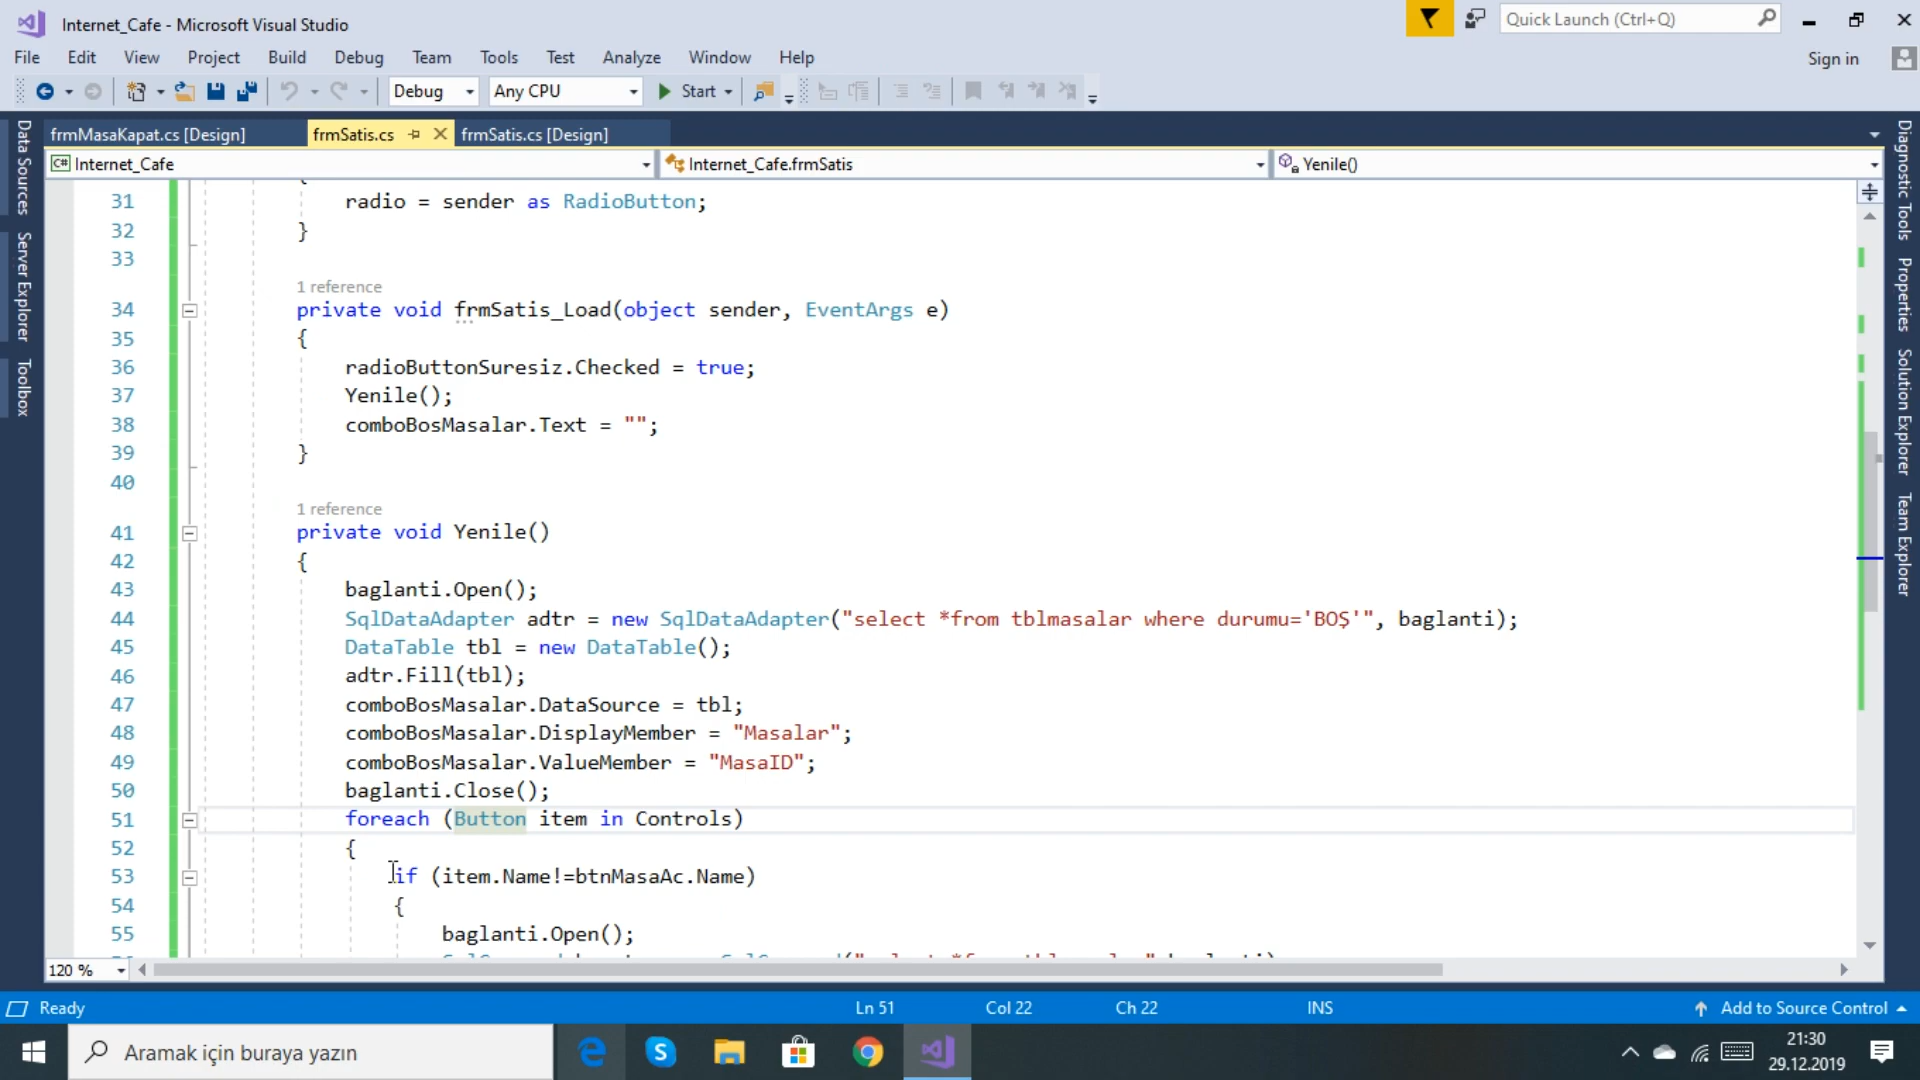 Internet_Cafe - Microsoft Visual Studio
Quick Launch (Ctrl+Q)
File Edit View Project Build Debug Team Tools Test Analyze Window Help
Sign in
Debug Any CPU Start
frmMasaKapat.cs [Design] frmSatis.cs frmSatis.cs [Design]
Internet_Cafe Internet_Cafe.frmSatis Yenile()
Data Sources
Server Explorer
Toolbox
31 radio = sender as RadioButton;
32 }
33
1 reference
34 private void frmSatis_Load(object sender, EventArgs e)
35 {
36 radioButtonSuresiz.Checked = true;
37 Yenile();
38 comboBosMasalar.Text = "";
39 }
40
1 reference
41 private void Yenile()
42 {
43 baglanti.Open();
44 SqlDataAdapter adtr = new SqlDataAdapter("select *from tblmasalar where durumu='BOŞ'", baglanti);
45 DataTable tbl = new DataTable();
46 adtr.Fill(tbl);
47 comboBosMasalar.DataSource = tbl;
48 comboBosMasalar.DisplayMember = "Masalar";
49 comboBosMasalar.ValueMember = "MasaID";
50 baglanti.Close();
51 foreach (Button item in Controls)
52 {
53 if (item.Name!=btnMasaAc.Name)
54 {
55 baglanti.Open();
Diagnostic Tools
Properties
Solution Explorer
Team Explorer
120 %
Ready Ln 51 Col 22 Ch 22 INS Add to Source Control
Aramak için buraya yazın
21:30
29.12.2019